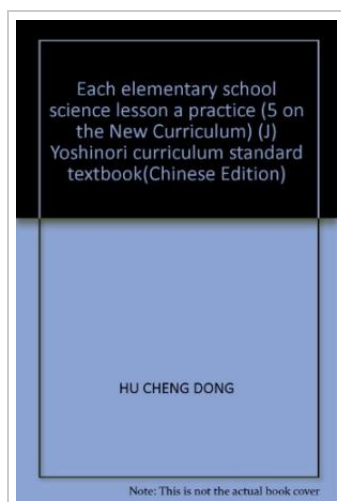 Each elementary school
science lesson a practice (5 on
the New Curriculum) (J)
Yoshinori curriculum standard
textbook(Chinese Edition)
HU CHENG DONG
Note: This is not the actual book cover